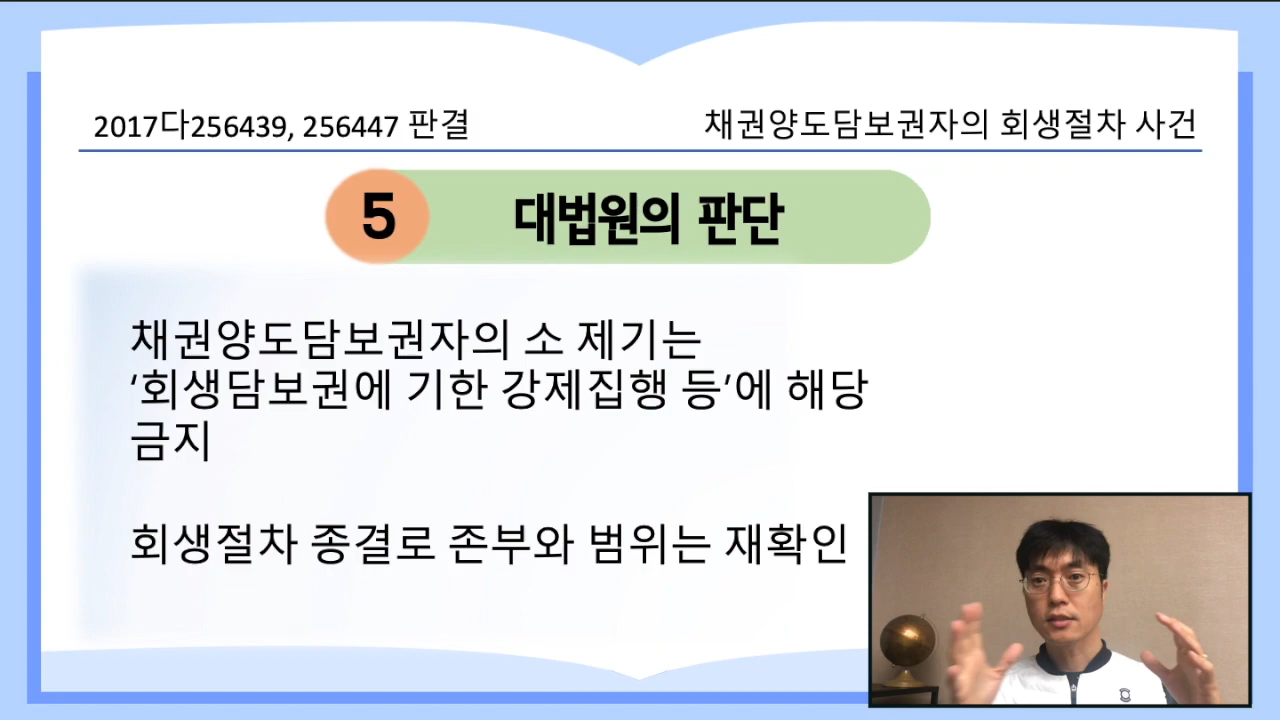 2017다256439, 256447 판결
채권양도담보권자의 회생절차 사건
5 대법원의 판단
채권양도담보권자의 소 제기는
‘회생담보권에 기한 강제집행 등’에 해당
금지
회생절차 종결로 존부와 범위는 재확인